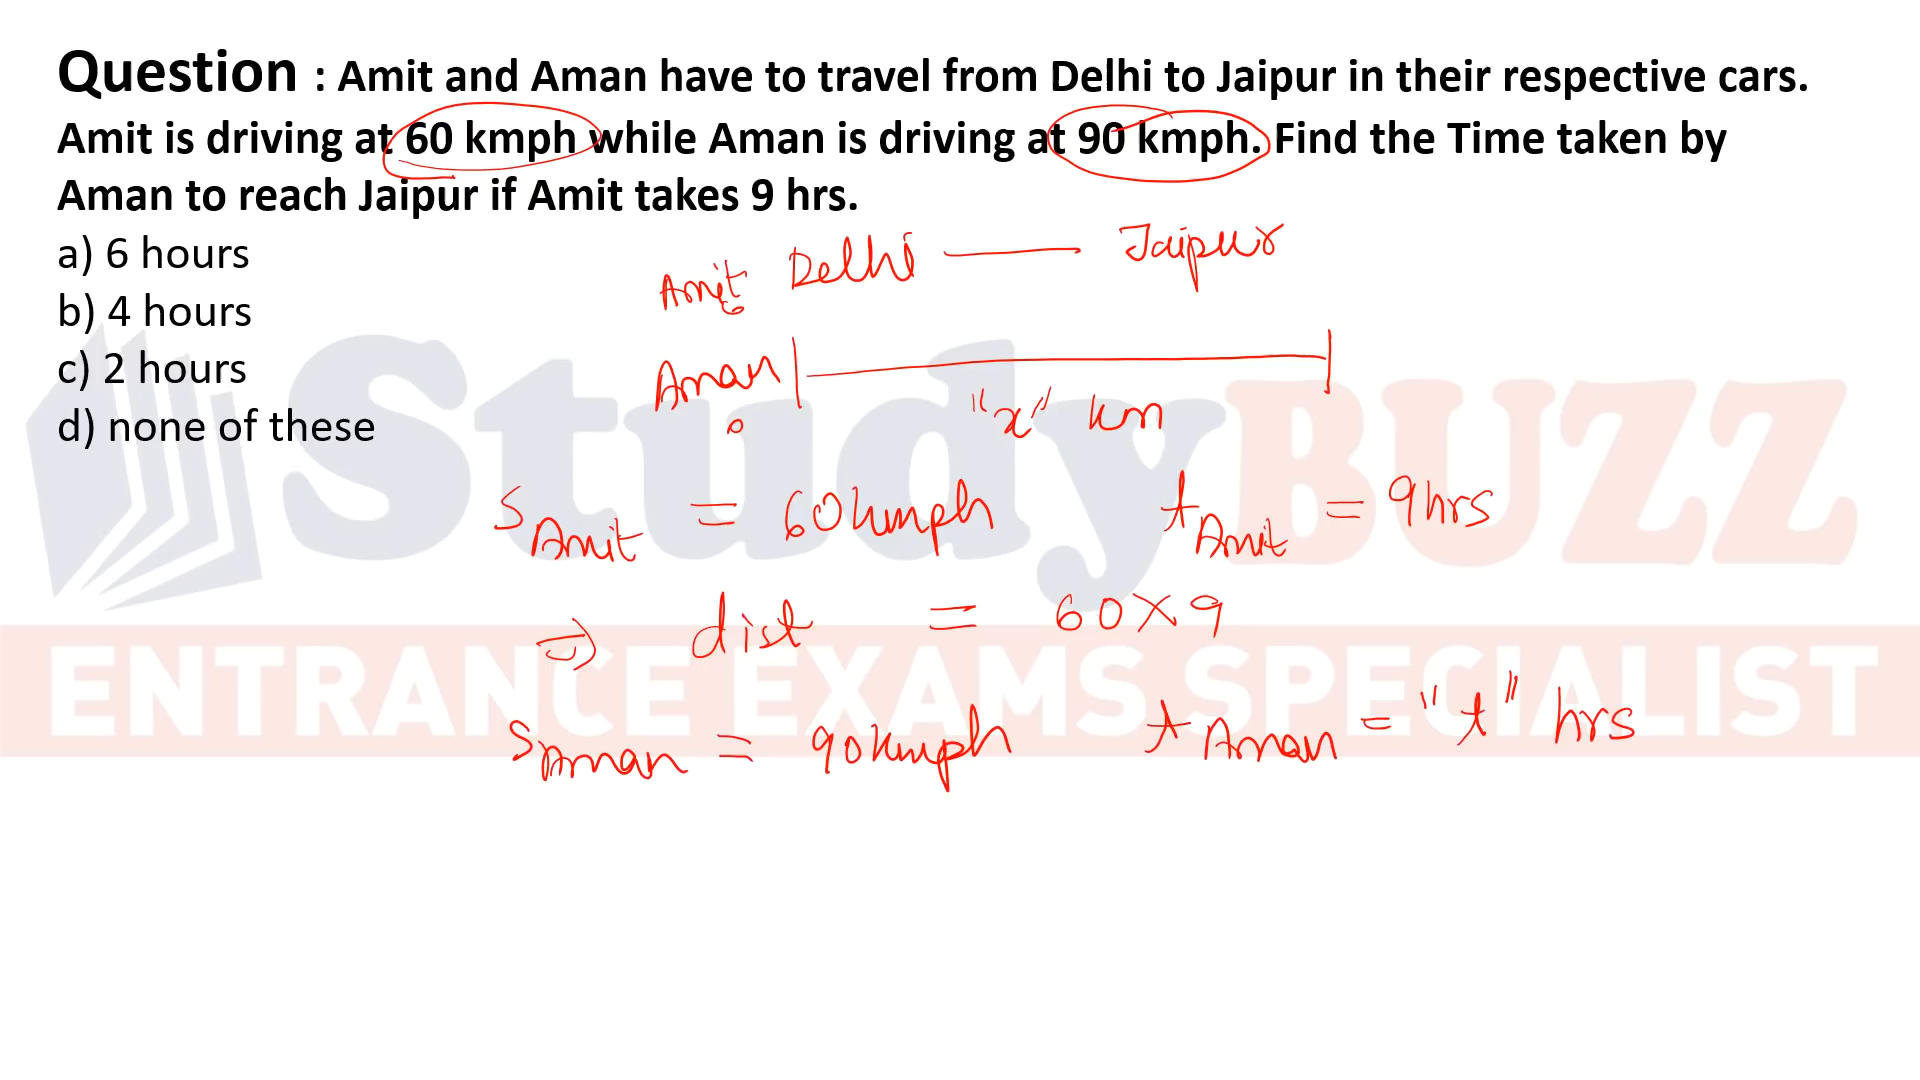 Question : Amit and Aman have to travel from Delhi to Jaipur in their respective cars.
Amit is driving at 60 kmph while Aman is driving at 90 kmph. Find the Time taken by
Aman to reach Jaipur if Amit takes 9 hrs.
a) 6 hours
b) 4 hours
c) 2 hours
d) none of these
Amit Delhi — Jaipur
Aman
"x" km
S Amit = 60kmph t Amit = 9hrs
⇒ dist = 60×9
S Aman = 90kmph t Aman = "t" hrs
StudyBUZZ
ENTRANCE EXAMS SPECIALIST